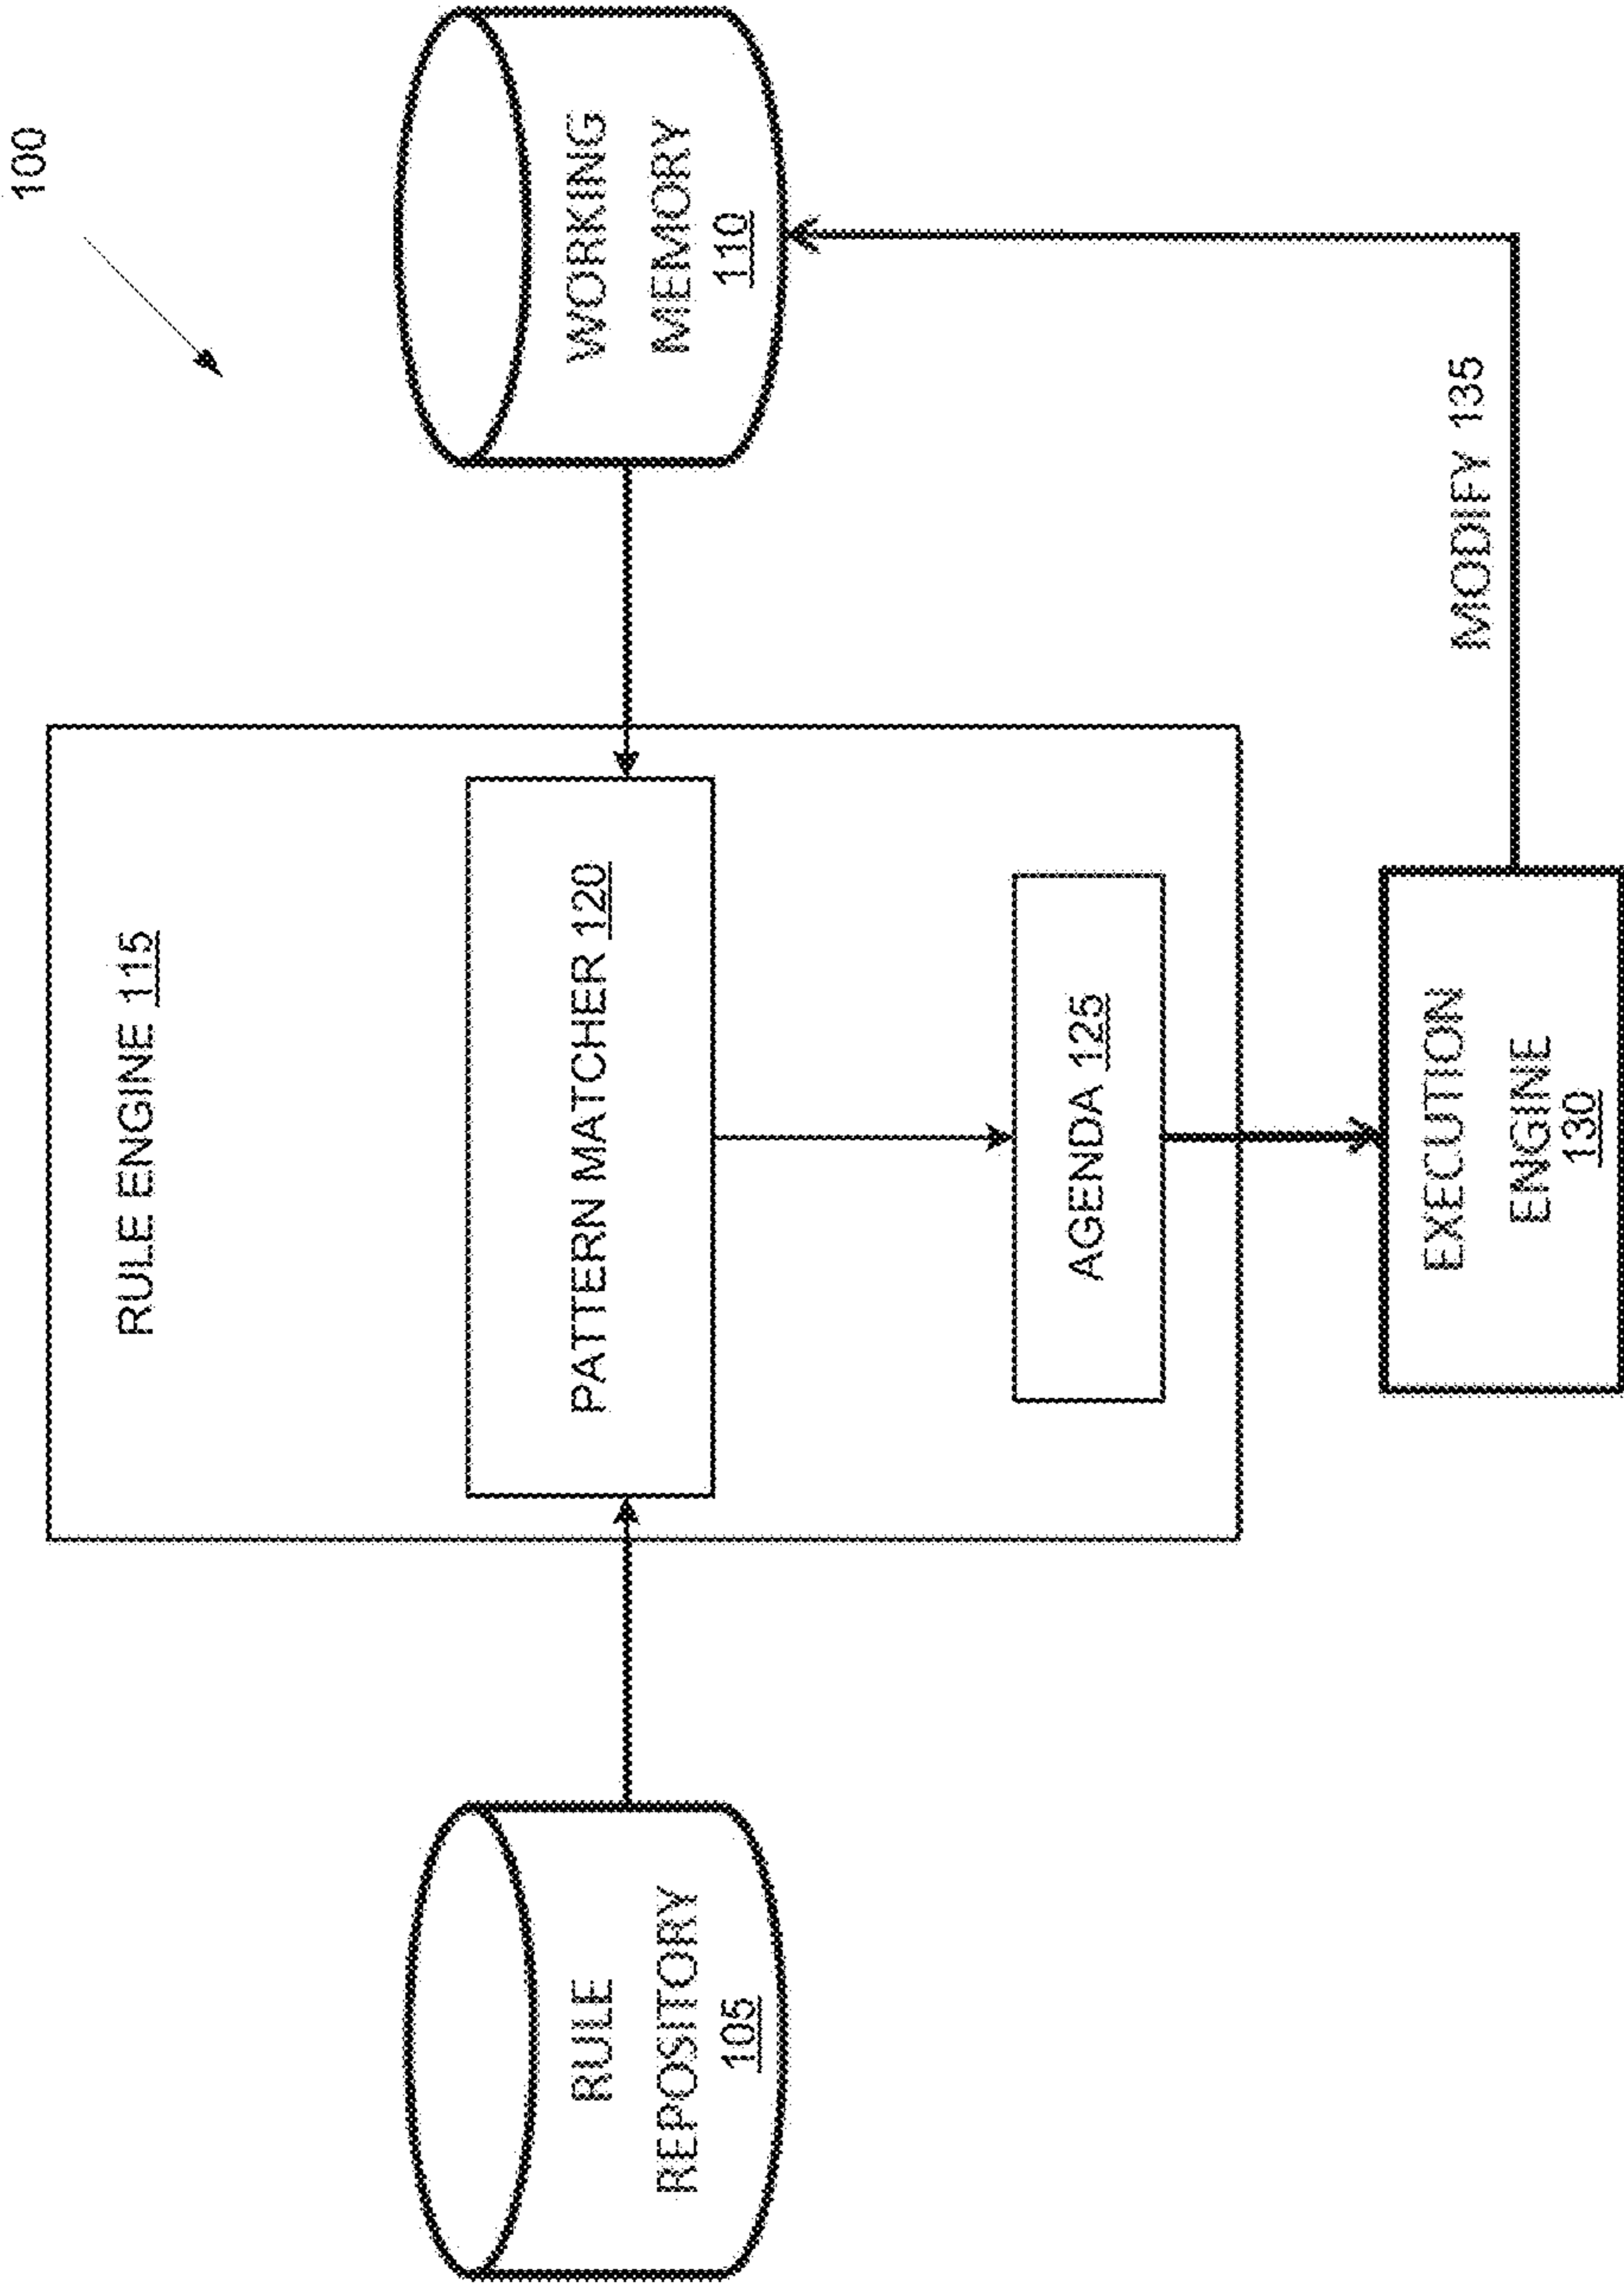 100
RULE ENGINE 115
RULE
REPOSITORY
105
PATTERN MATCHER 120
WORKING
MEMORY
110
AGENDA 125
MODIFY 135
EXECUTION
ENGINE
130